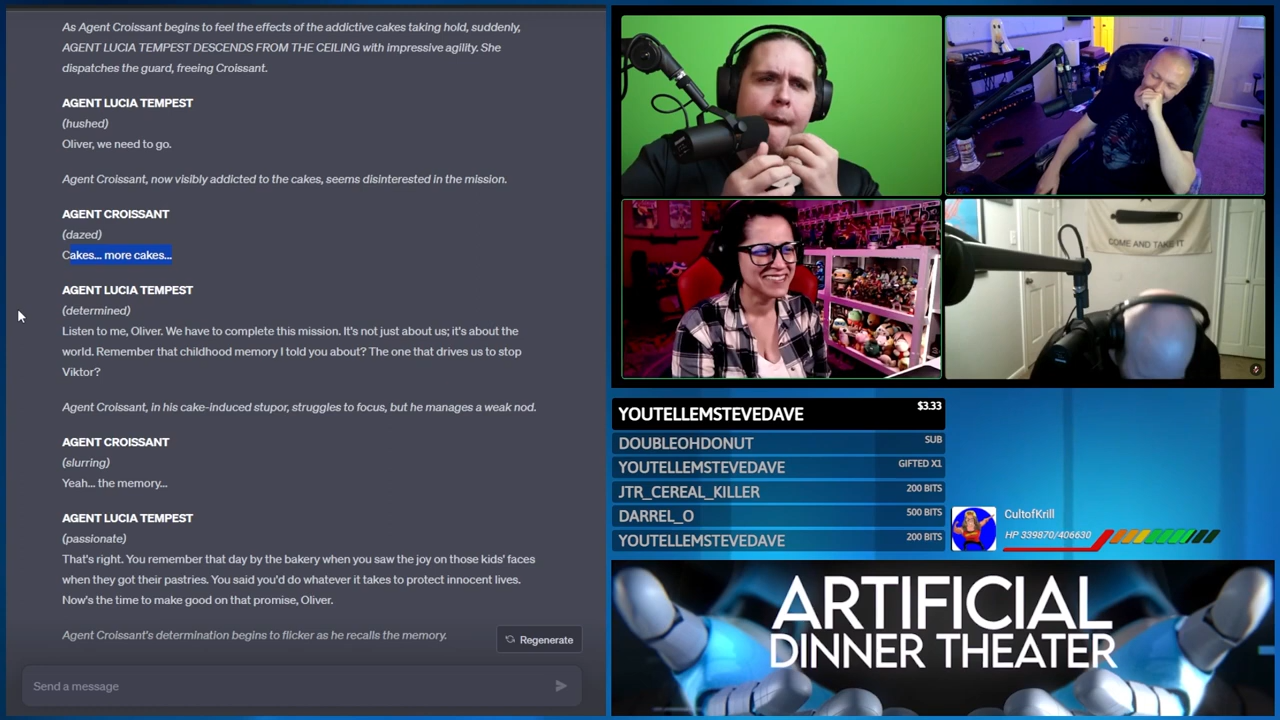 As Agent Croissant begins to feel the effects of the addictive cakes taking hold, suddenly,
AGENT LUCIA TEMPEST DESCENDS FROM THE CEILING with impressive agility. She
dispatches the guard, freeing Croissant.
AGENT LUCIA TEMPEST
(hushed)
Oliver, we need to go.
Agent Croissant, now visibly addicted to the cakes, seems disinterested in the mission.
AGENT CROISSANT
(dazed)
Cakes... more cakes...
AGENT LUCIA TEMPEST
(determined)
Listen to me, Oliver. We have to complete this mission. It's not just about us; it's about the
world. Remember that childhood memory I told you about? The one that drives us to stop
Viktor?
Agent Croissant, in his cake-induced stupor, struggles to focus, but he manages a weak nod.
AGENT CROISSANT
(slurring)
Yeah... the memory...
AGENT LUCIA TEMPEST
(passionate)
That's right. You remember that day by the bakery when you saw the joy on those kids' faces
when they got their pastries. You said you'd do whatever it takes to protect innocent lives.
Now's the time to make good on that promise, Oliver.
Agent Croissant's determination begins to flicker as he recalls the memory.
Regenerate
Send a message
COME AND TAKE IT
YOUTELLEMSTEVEDAVE $3.33
DOUBLEOHDONUT SUB
YOUTELLEMSTEVEDAVE GIFTED X1
JTR_CEREAL_KILLER 200 BITS
DARREL_O 500 BITS
YOUTELLEMSTEVEDAVE 200 BITS
CultofKrill
HP 339870/406630
ARTIFICIAL
DINNER THEATER